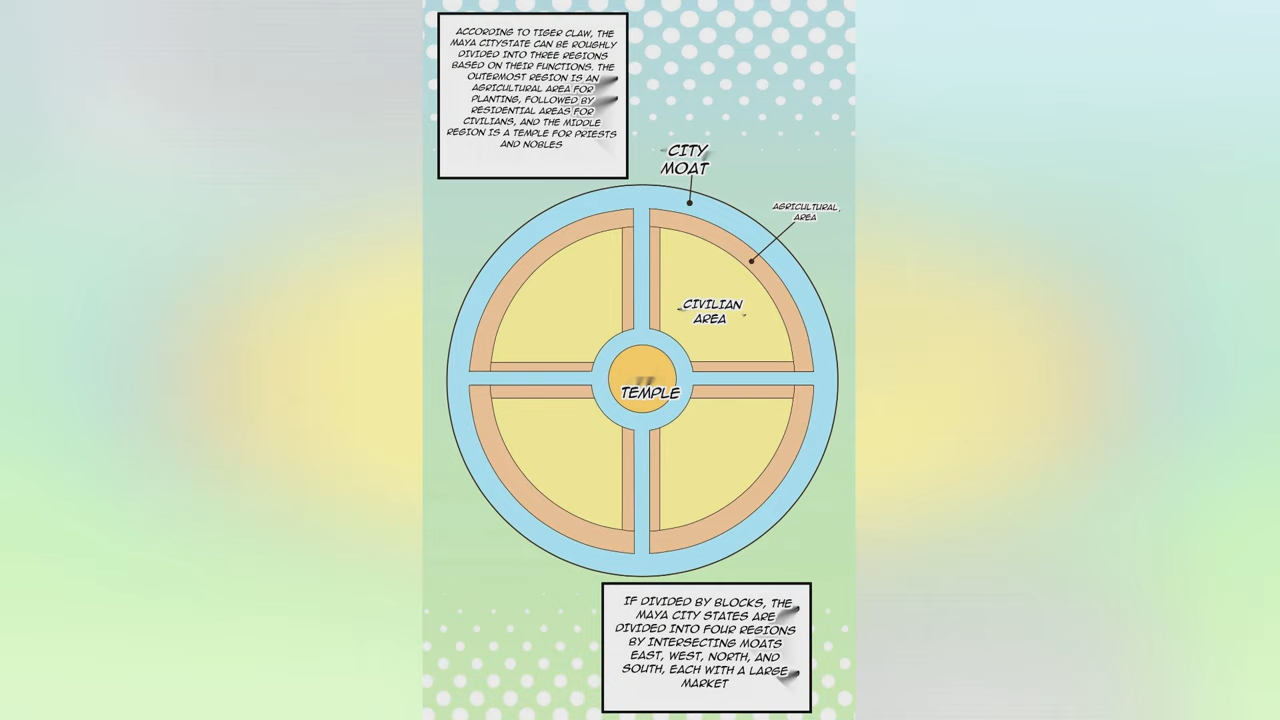 ACCORDING TO TIGER CLAW, THE
MAYA CITYSTATE CAN BE ROUGHLY
DIVIDED INTO THREE REGIONS
BASED ON THEIR FUNCTIONS. THE
OUTERMOST REGION IS AN
AGRICULTURAL AREA FOR
PLANTING, FOLLOWED BY
RESIDENTIAL AREAS FOR
CIVILIANS, AND THE MIDDLE
REGION IS A TEMPLE FOR PRIESTS
AND NOBLES
CITY
MOAT
AGRICULTURAL,
AREA
CIVILIAN
AREA
TEMPLE
IF DIVIDED BY BLOCKS, THE
MAYA CITY STATES ARE
DIVIDED INTO FOUR REGIONS
BY INTERSECTING MOATS
EAST, WEST, NORTH, AND
SOUTH, EACH WITH A LARGE
MARKET